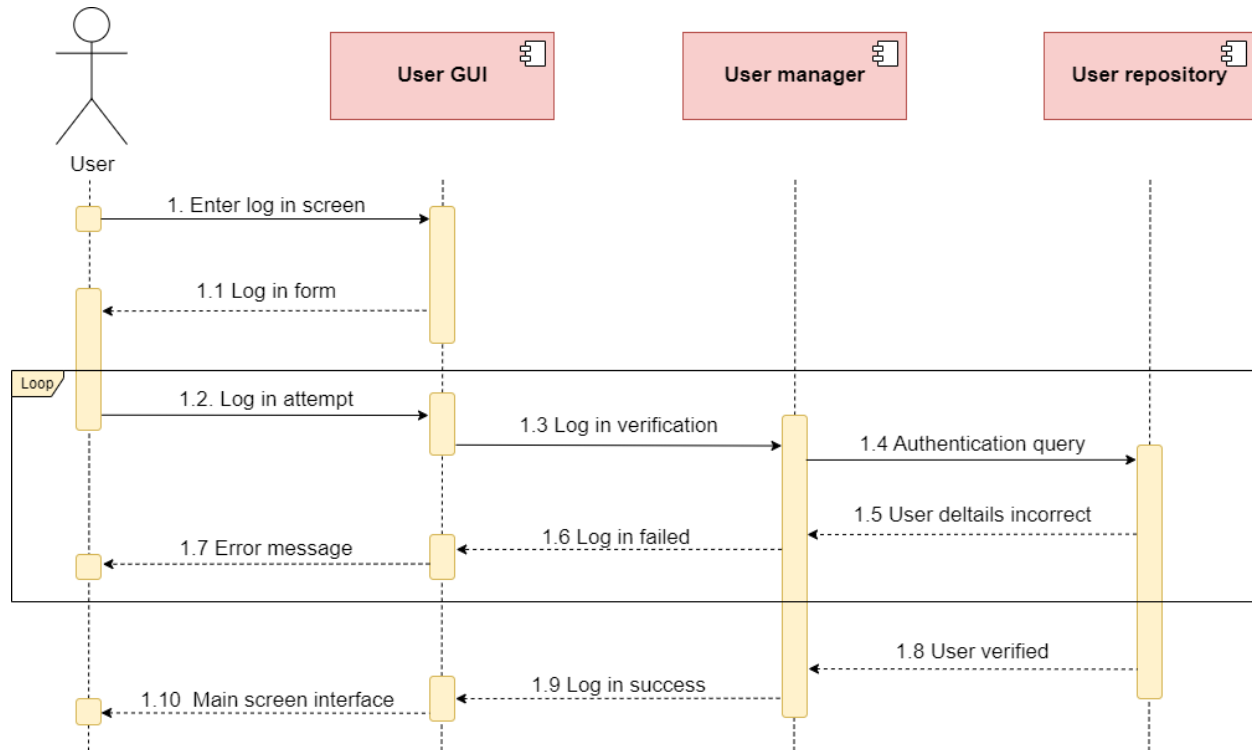 User GUI
User manager
User repository
User
1. Enter log in screen
1.1 Log in form
Loop
1.2. Log in attempt
1.3 Log in verification
1.4 Authentication query
1.5 User deltails incorrect
1.6 Log in failed
1.7 Error message
1.8 User verified
1.9 Log in success
1.10 Main screen interface